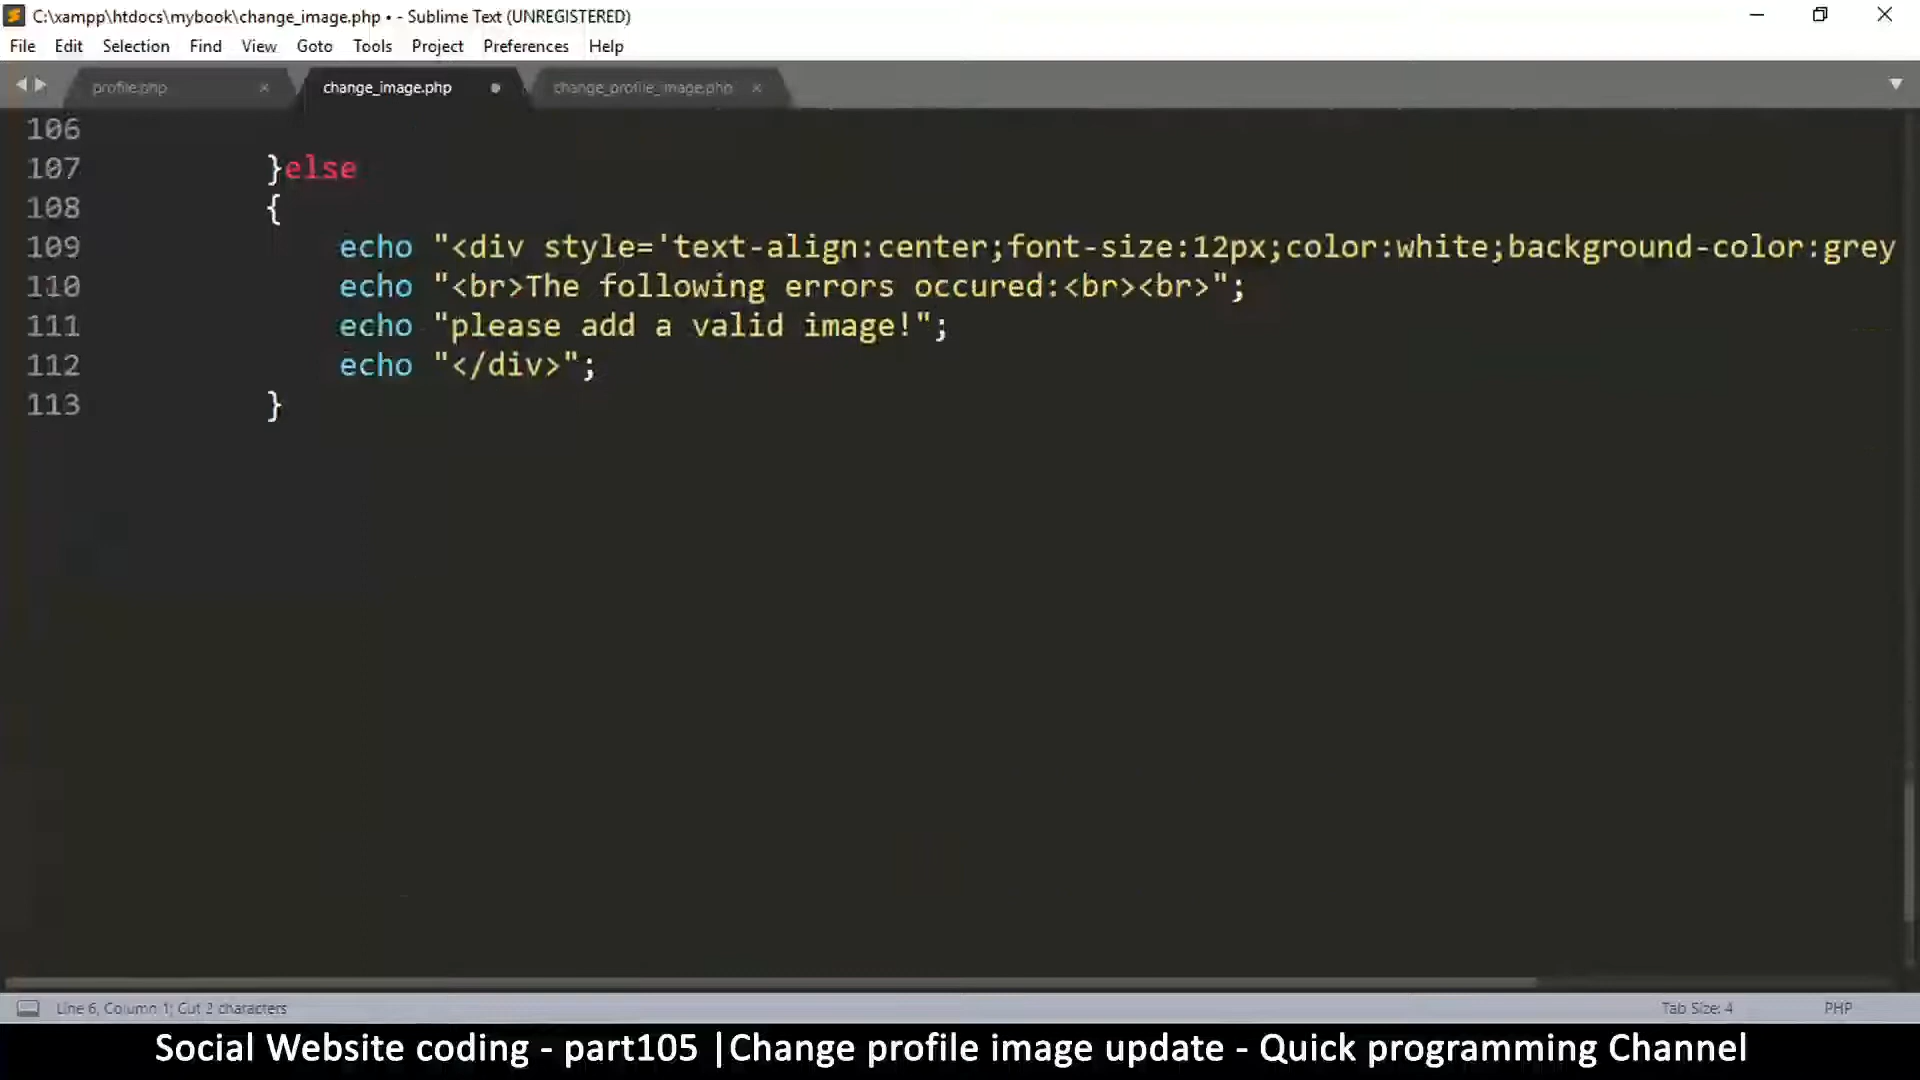 C:\xampp\htdocs\mybook\change_image.php • - Sublime Text (UNREGISTERED)
File Edit Selection Find View Goto Tools Project Preferences Help
profile.php × change_image.php change_profile_image.php ×
106
107 }else
108 {
109 echo "<div style='text-align:center;font-size:12px;color:white;background-color:grey
110 echo "<br>The following errors occured:<br><br>";
111 echo "please add a valid image!";
112 echo "</div>";
113 }
Line 6, Column 1; Cut 2 characters Tab Size: 4 PHP
Social Website coding - part105 |Change profile image update - Quick programming Channel